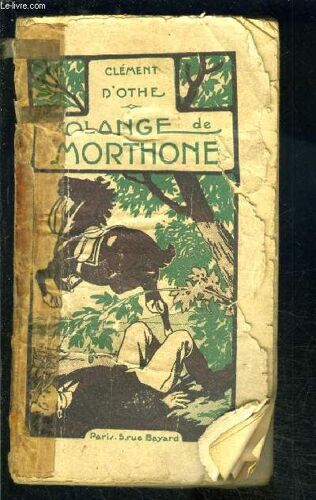 Le-livre.com
CLÉMENT
D'OTHE
OLANGE de
MORTHONE
Paris. 5.rue Bayard